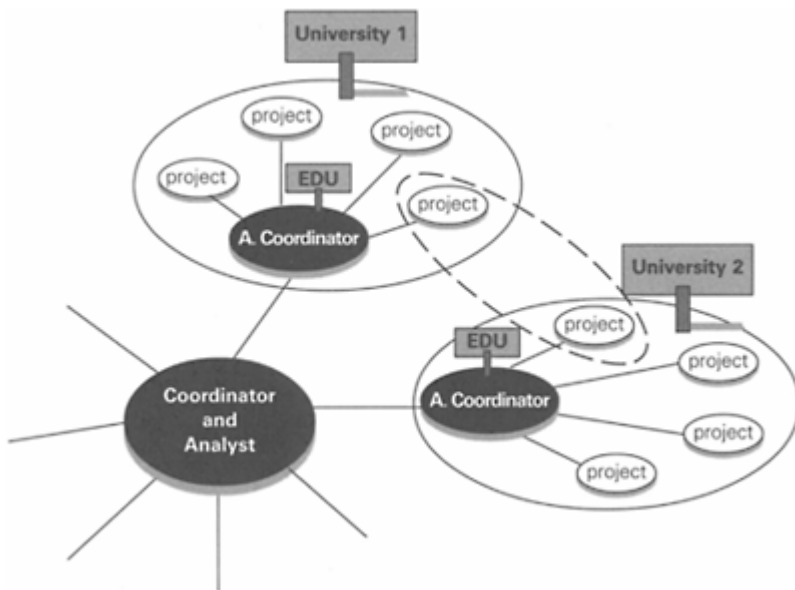 University 1
project
project
project
EDU
project
A. Coordinator
University 2
project
EDU
project
Coordinator
and
Analyst
A. Coordinator
project
project